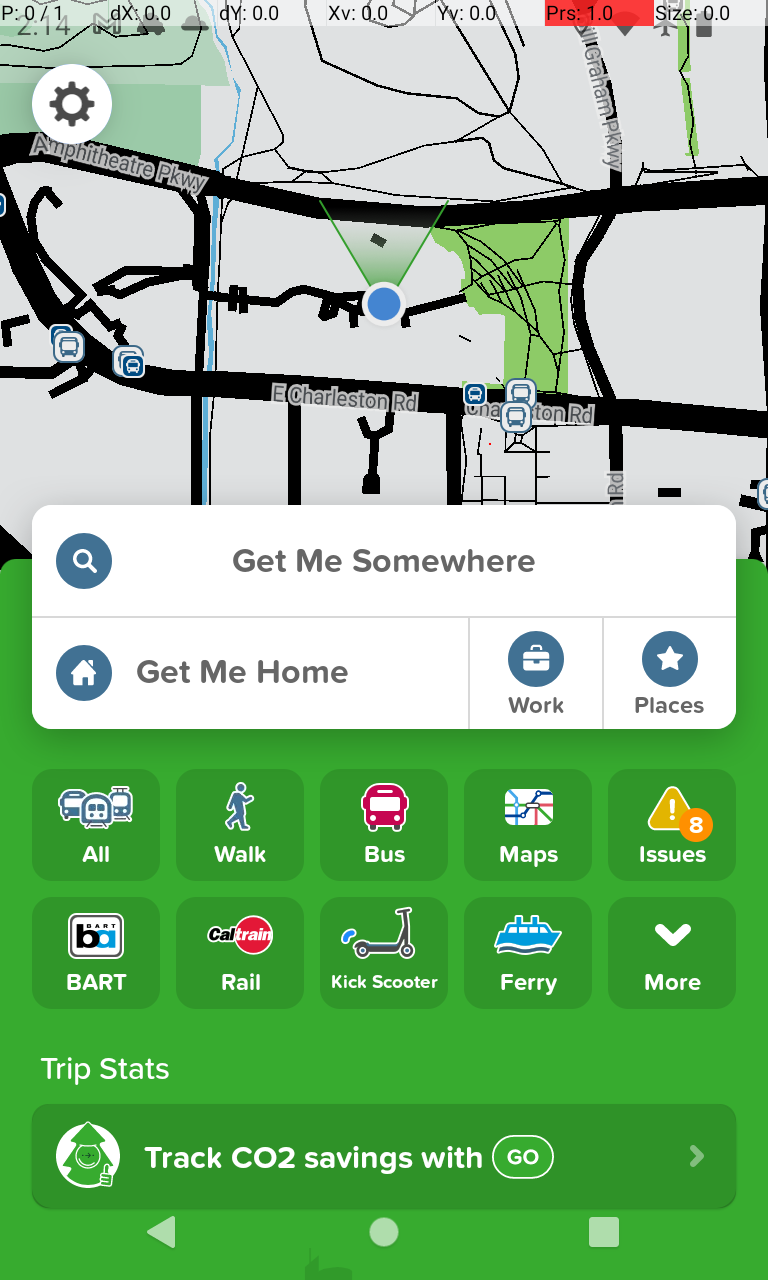 P: 0 / 1 dX: 0.0 dY: 0.0 Xv: 0.0 Yv: 0.0 Prs: 1.0 Size: 0.0
2:14
Amphitheatre Pkwy
Graham Pkwy
E Charleston Rd
Rd
Rd
Get Me Somewhere
Get Me Home
Work
Places
All
Walk
Bus
Maps
8
Issues
BART
ba
Caltrain
BART
Rail
Kick Scooter
Ferry
More
Trip Stats
Track CO2 savings with GO